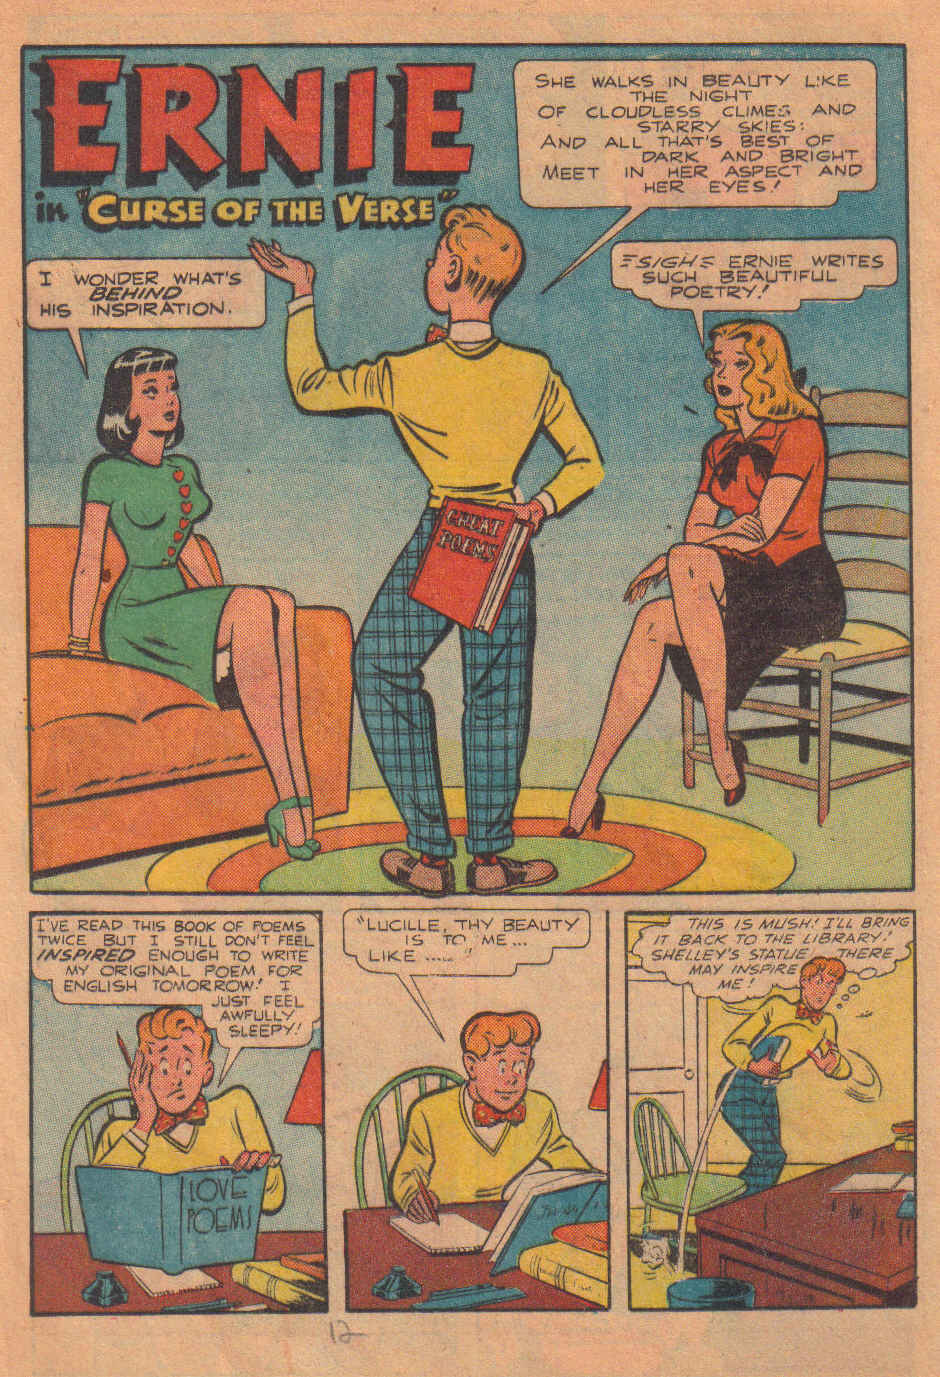 ERNIE
in "CURSE OF THE VERSE"
SHE WALKS IN BEAUTY LIKE
THE NIGHT
OF CLOUDLESS CLIMES AND
STARRY SKIES:
AND ALL THAT'S BEST OF
DARK AND BRIGHT
MEET IN HER ASPECT AND
HER EYES!
I WONDER WHAT'S
BEHIND
HIS INSPIRATION.
SIGH ERNIE WRITES
SUCH BEAUTIFUL
POETRY!
GREAT
POEMS
I'VE READ THIS BOOK OF POEMS
TWICE BUT I STILL DON'T FEEL
INSPIRED ENOUGH TO WRITE
MY ORIGINAL POEM FOR
ENGLISH TOMORROW! I
JUST FEEL
AWFULLY
SLEEPY!
LOVE
POEMS
"LUCILLE, THY BEAUTY
IS TO ME...
LIKE ....."
THIS IS MUSH! I'LL BRING
IT BACK TO THE LIBRARY!
SHELLEY'S STATUE THERE
MAY INSPIRE
ME!
12